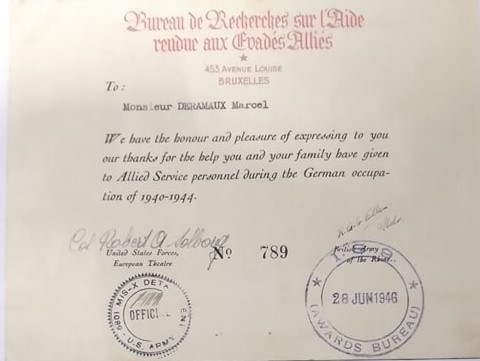 Bureau de Recherches sur l'Aide
rendue aux Evadés Alliés
453 AVENUE LOUISE
BRUXELLES
To:
Monsieur DERAMAUX Marcel
We have the honour and pleasure of expressing to you
our thanks for the help you and your family have given
to Allied Service personnel during the German occupa-
tion of 1940-1944.
Col Robert A
United States Forces,
European Theatre
No 789
British Army
of the Rhine.
MIS-X DETA ENT
OFFICI
U.S. ARMY
I.S.9.
28 JUN 1946
(AWARDS BUREAU)